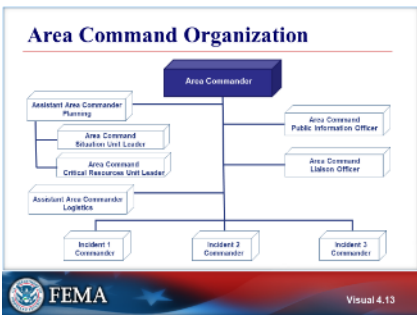 Area Command Organization
Area Commander
Assistant Area Commander
Planning
Area Command
Public Information Officer
Area Command
Situation Unit Leader
Area Command
Critical Resources Unit Leader
Area Command
Liaison Officer
Assistant Area Commander
Logistics
Incident 1
Commander
Incident 2
Commander
Incident 3
Commander
FEMA
Visual 4.13